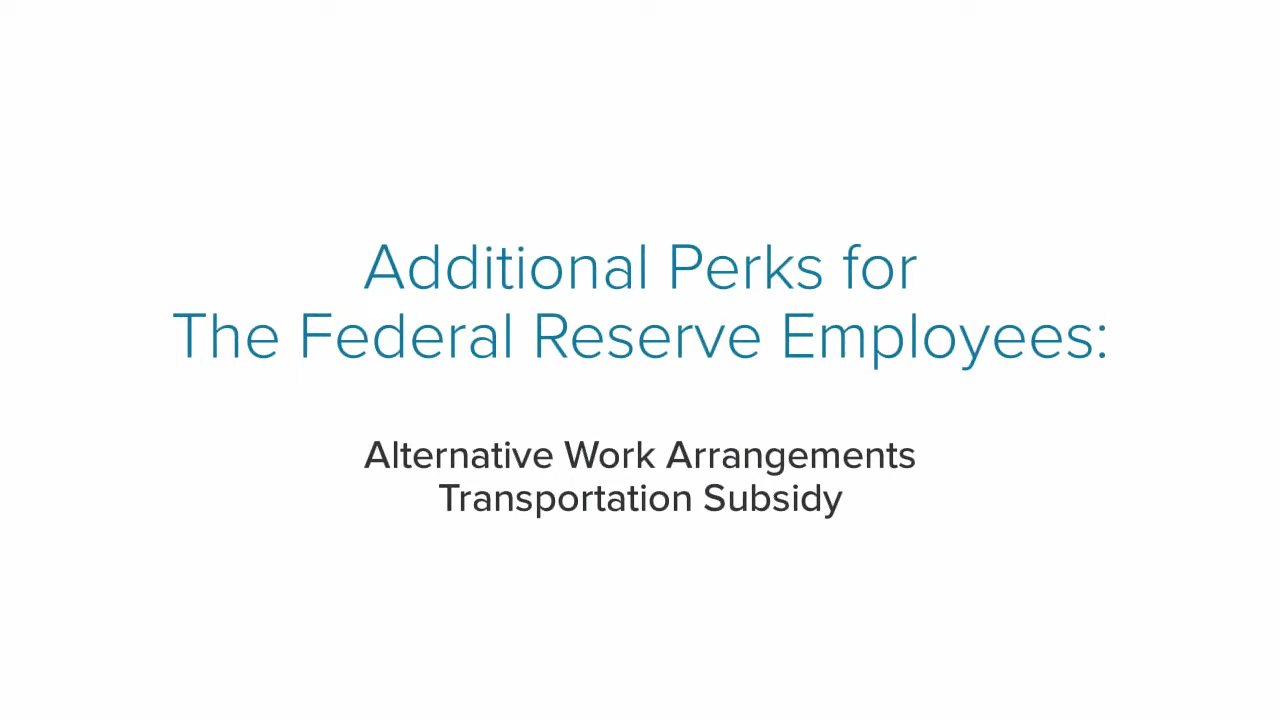 Additional Perks for
The Federal Reserve Employees:
Alternative Work Arrangements
Transportation Subsidy